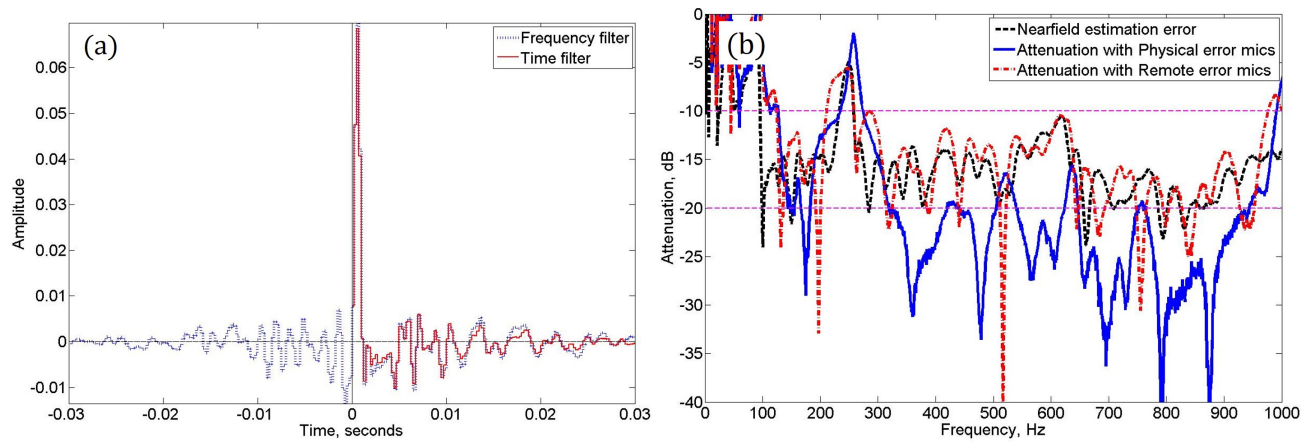 (a)
Frequency filter
Time filter
0.06
0.05
0.04
0.03
0.02
0.01
0
-0.01
Amplitude
-0.03 -0.02 -0.01 0 0.01 0.02 0.03
Time, seconds
(b)
Nearfield estimation error
Attenuation with Physical error mics
Attenuation with Remote error mics
0
-5
-10
-15
-20
-25
-30
-35
-40
Attenuation, dB
0 100 200 300 400 500 600 700 800 900 1000
Frequency, Hz